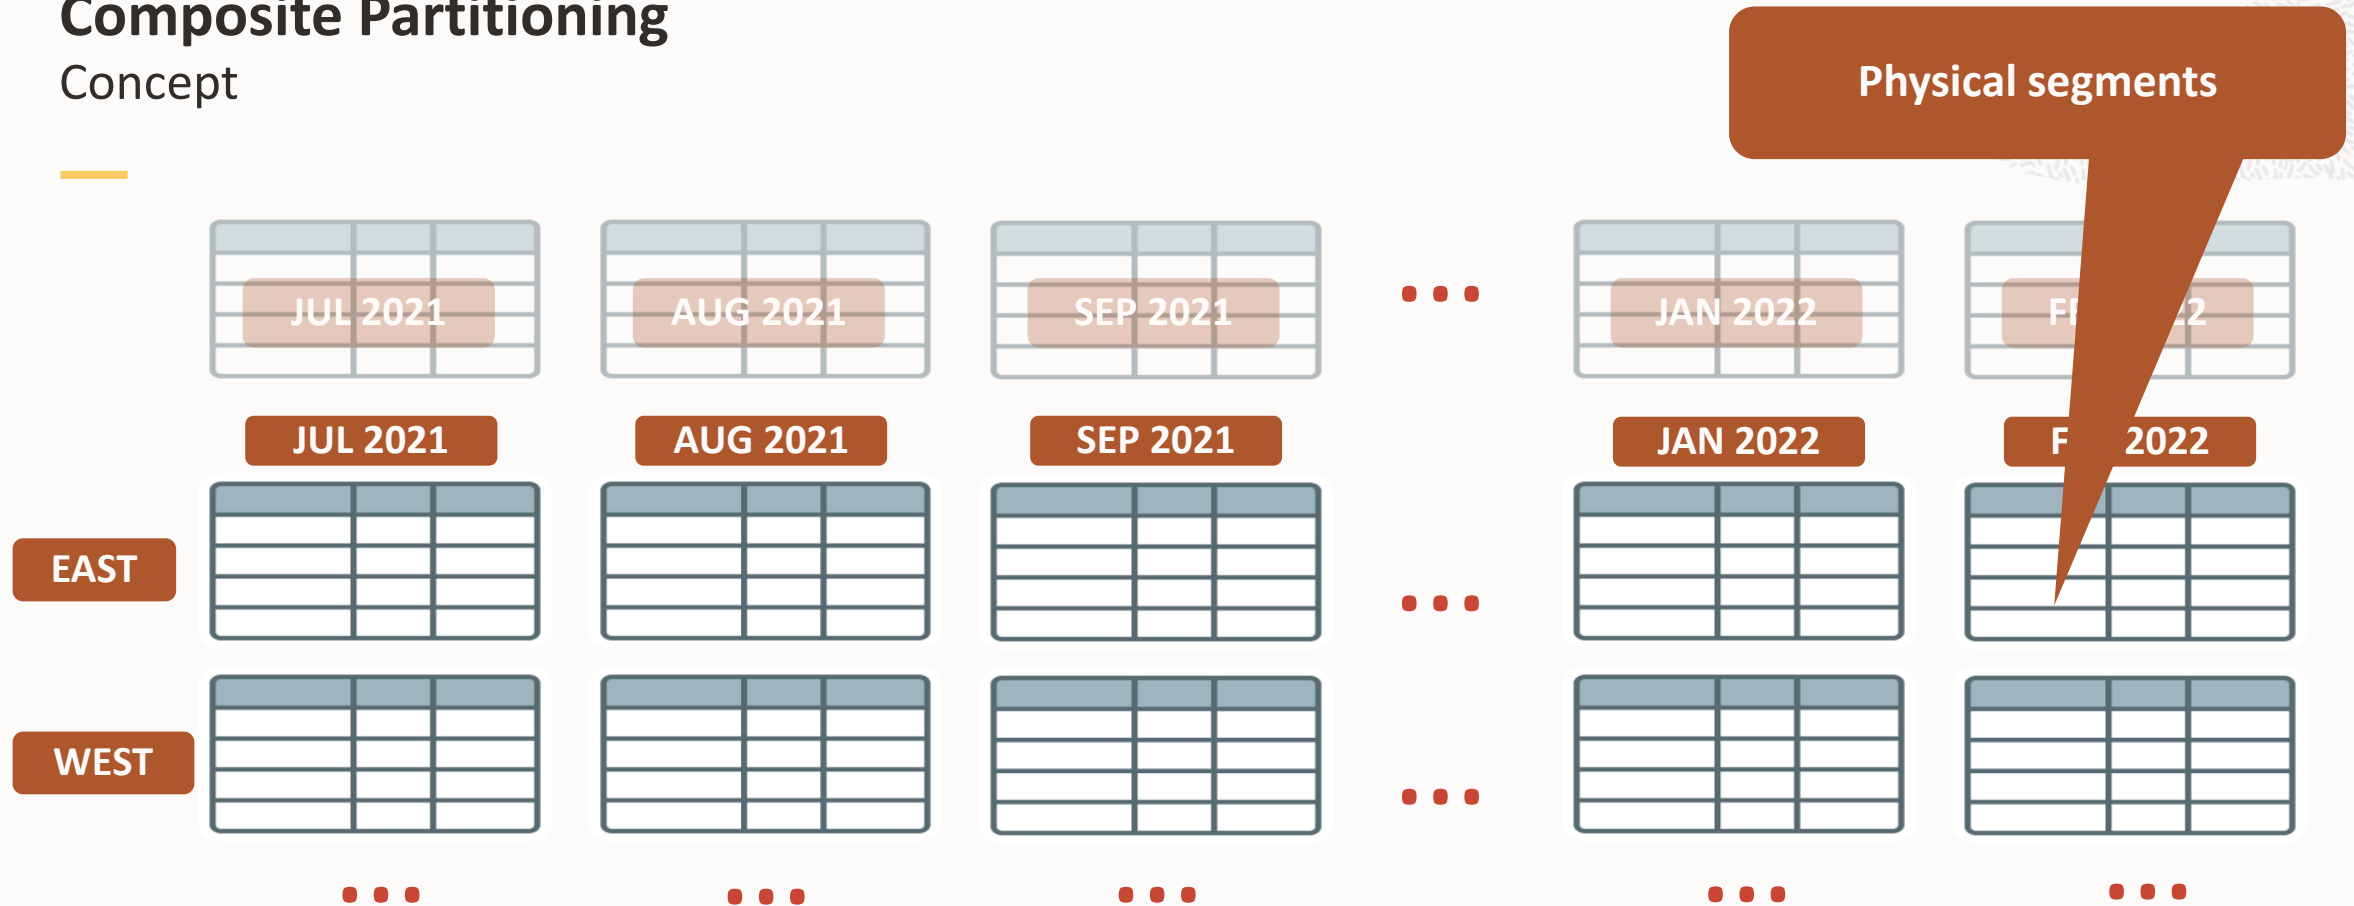 Composite Partitioning
Concept
Physical segments
JUL 2021
AUG 2021
SEP 2021
JAN 2022
JUL 2021
AUG 2021
SEP 2021
JAN 2022
2022
EAST
WEST